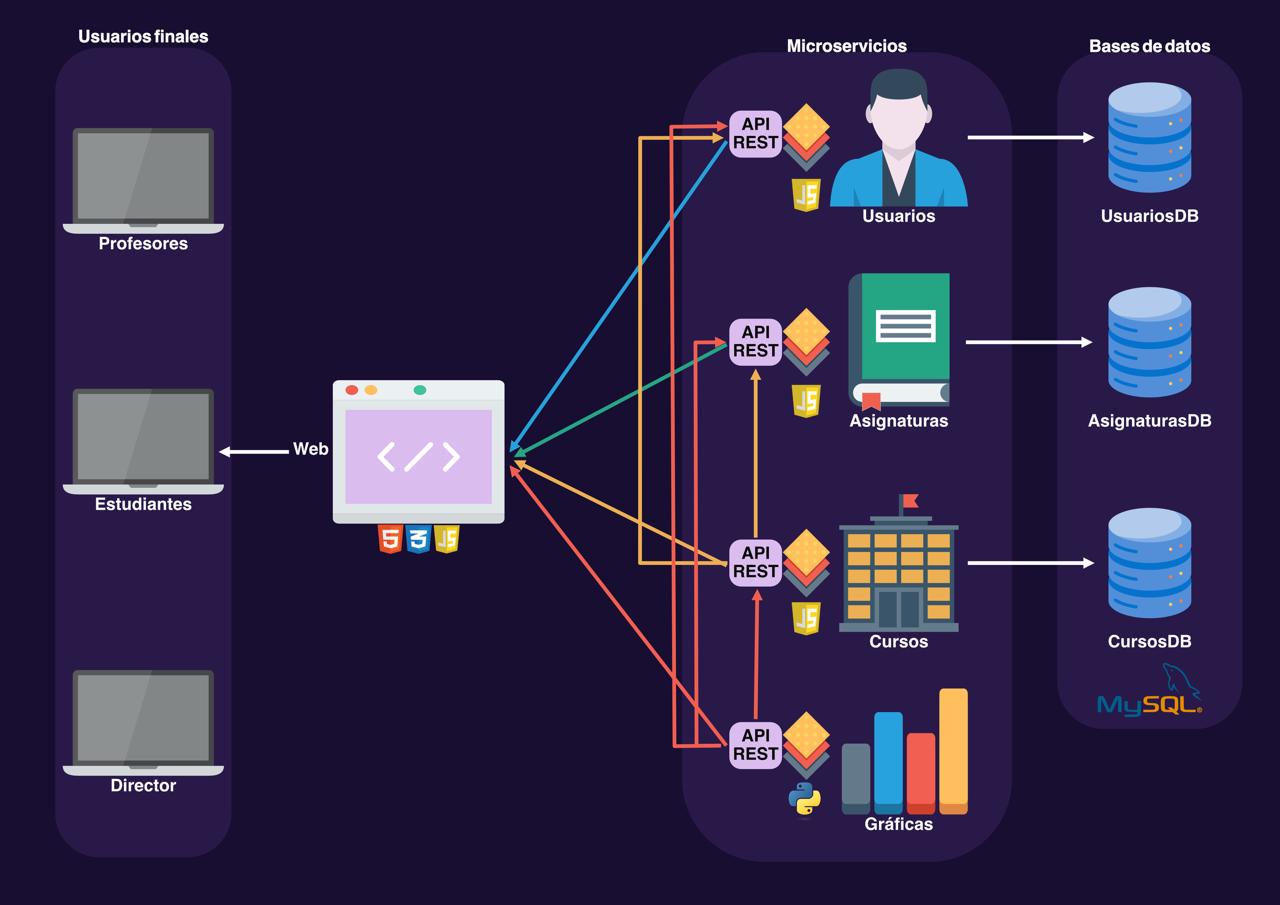 Usuarios finales
Microservicios
Bases de datos
API
REST
JS
Usuarios
UsuariosDB
Profesores
API
REST
JS
Asignaturas
AsignaturasDB
Web
</>
5 3 JS
Estudiantes
API
REST
JS
Cursos
CursosDB
MySQL®
API
REST
Gráficas
Director